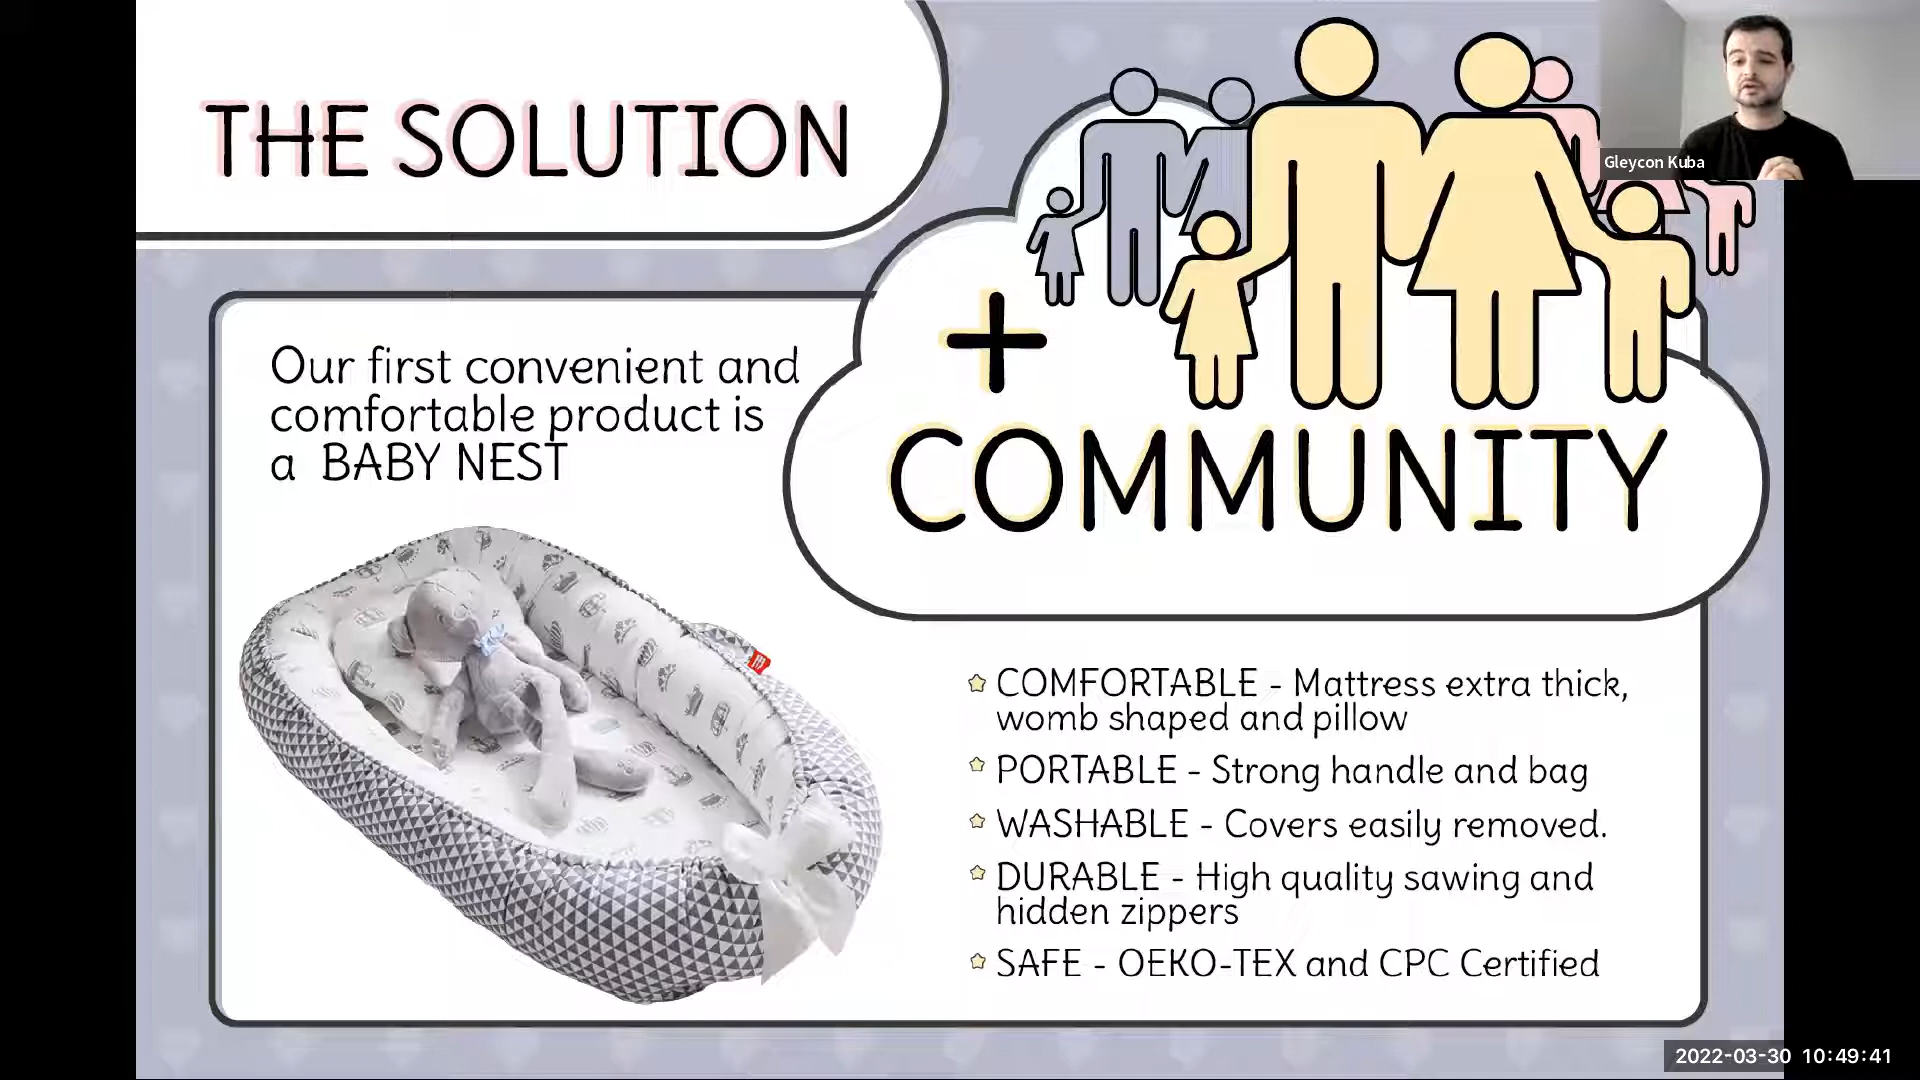 THE SOLUTION
Gleycon Kuba
Our first convenient and
comfortable product is
a BABY NEST
+
COMMUNITY
COMFORTABLE - Mattress extra thick,
womb shaped and pillow
PORTABLE - Strong handle and bag
WASHABLE - Covers easily removed.
DURABLE - High quality sawing and
hidden zippers
SAFE - OEKO-TEX and CPC Certified
2022-03-30 10:49:41